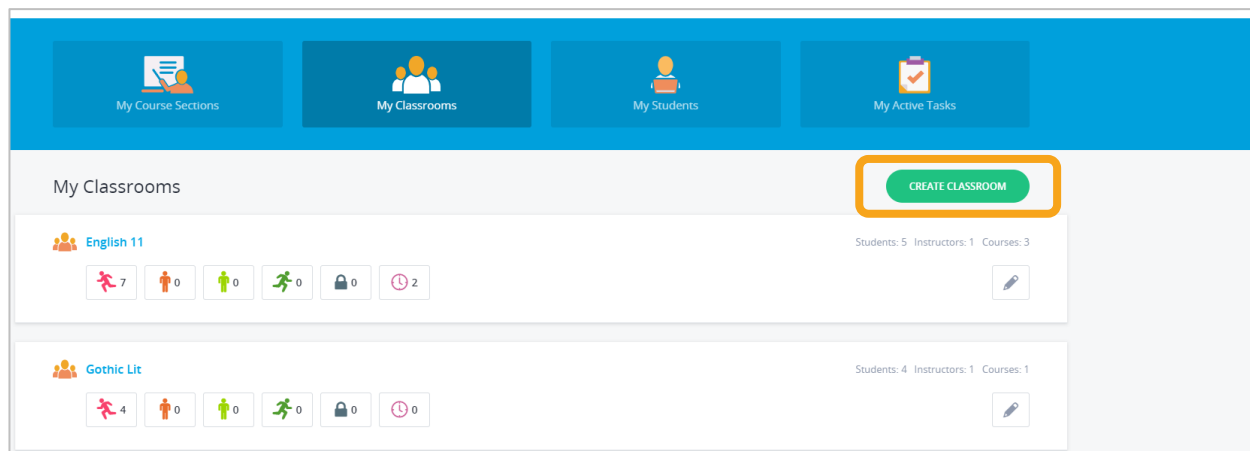 My Course Sections
My Classrooms
My Students
My Active Tasks
My Classrooms
CREATE CLASSROOM
English 11
Students: 5 Instructors: 1 Courses: 3
7 0 0 0 0 2
Gothic Lit
Students: 4 Instructors: 1 Courses: 1
4 0 0 0 0 0